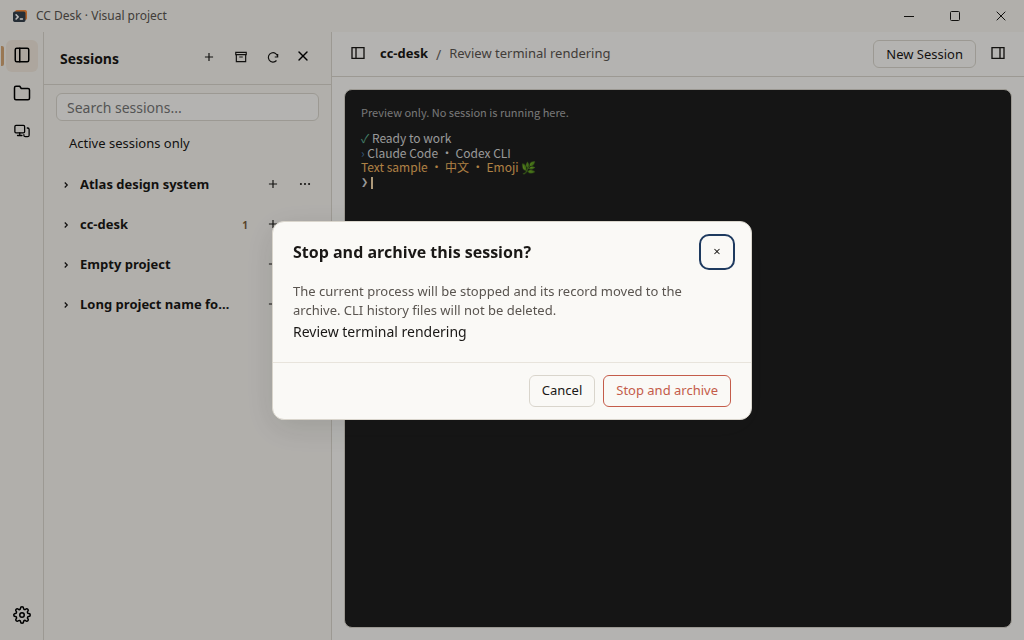 CC Desk · Visual project
Sessions
cc-desk / Review terminal rendering
New Session
Search sessions...
Active sessions only
Atlas design system
cc-desk 1
Empty project
Long project name fo...
Preview only. No session is running here.
✓ Ready to work
› Claude Code · Codex CLI
Text sample · 中文 · Emoji 🌿
❯
Stop and archive this session?
×
The current process will be stopped and its record moved to the
archive. CLI history files will not be deleted.
Review terminal rendering
Cancel
Stop and archive